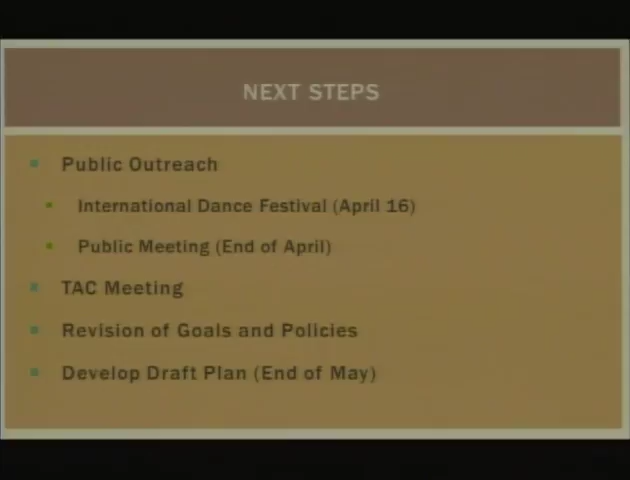 NEXT STEPS
Public Outreach
International Dance Festival (April 16)
Public Meeting (End of April)
TAC Meeting
Revision of Goals and Policies
Develop Draft Plan (End of May)